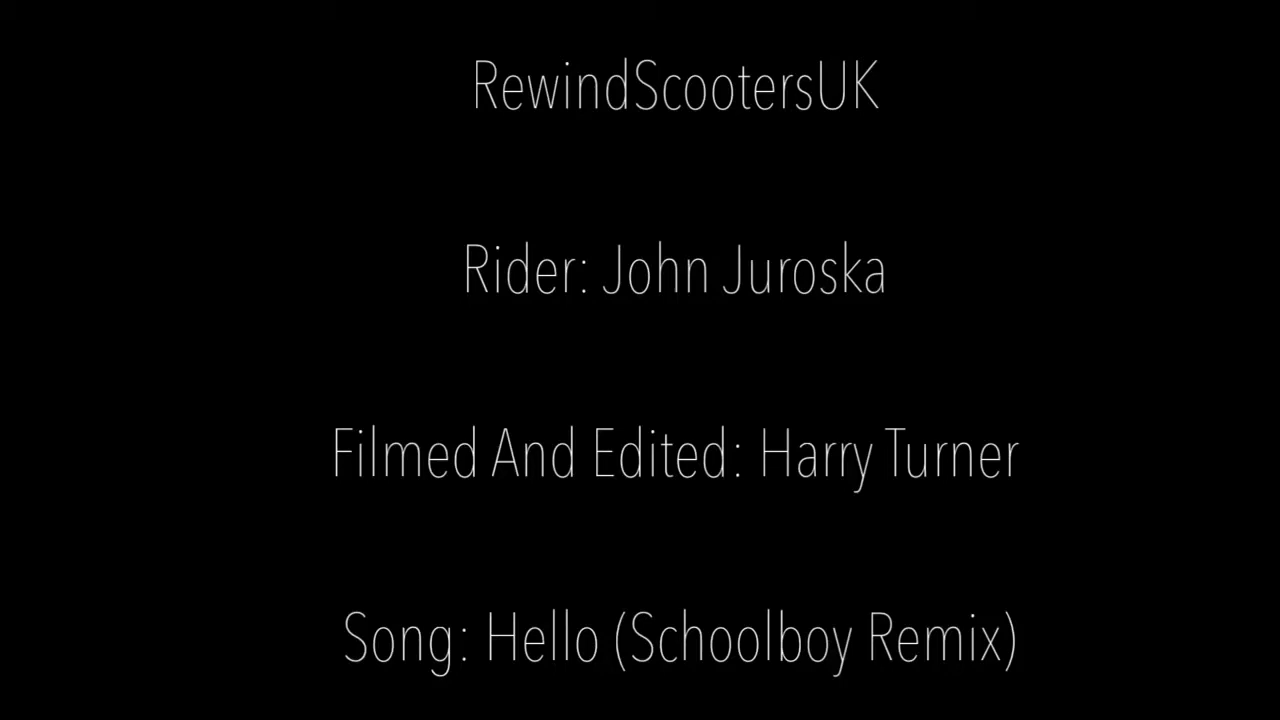 RewindScootersUK
Rider: John Juroska
Filmed And Edited: Harry Turner
Song: Hello (Schoolboy Remix)